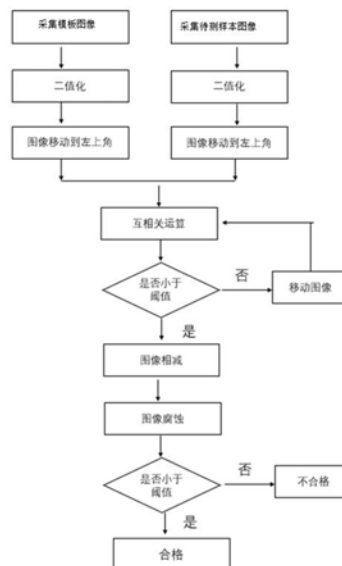 采集模板图像
采集待测样本图像
二值化
二值化
图像移动到左上角
图像移动到左上角
互相关运算
是否小于
阈值
否
移动图像
是
图像相减
图像腐蚀
是否小于
阈值
否
不合格
是
合格